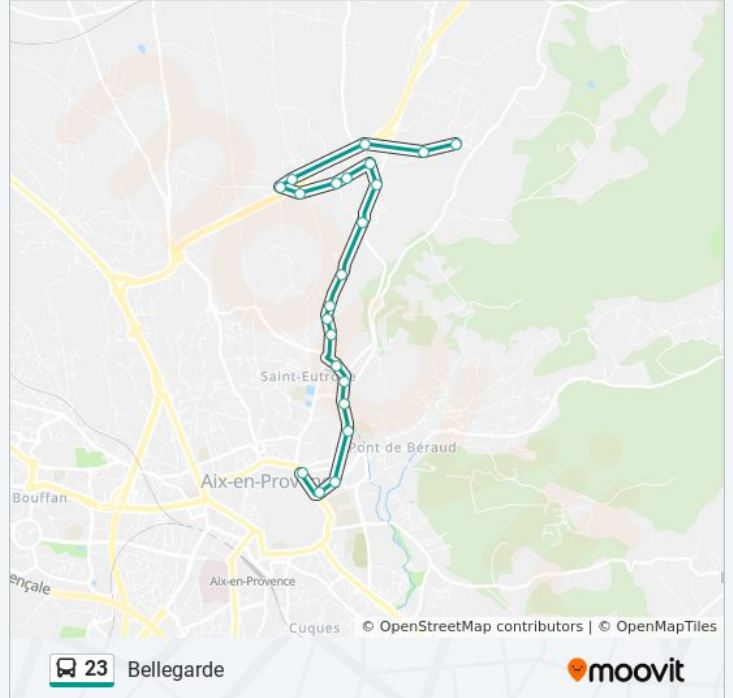 Saint-Eutrope
Pont de Béraud
Aix-en-Proven
Bouffan
Aix-en-Provence
ençale
Cuques
© OpenStreetMap contributors | © OpenMapTiles
23 Bellegarde
moovit